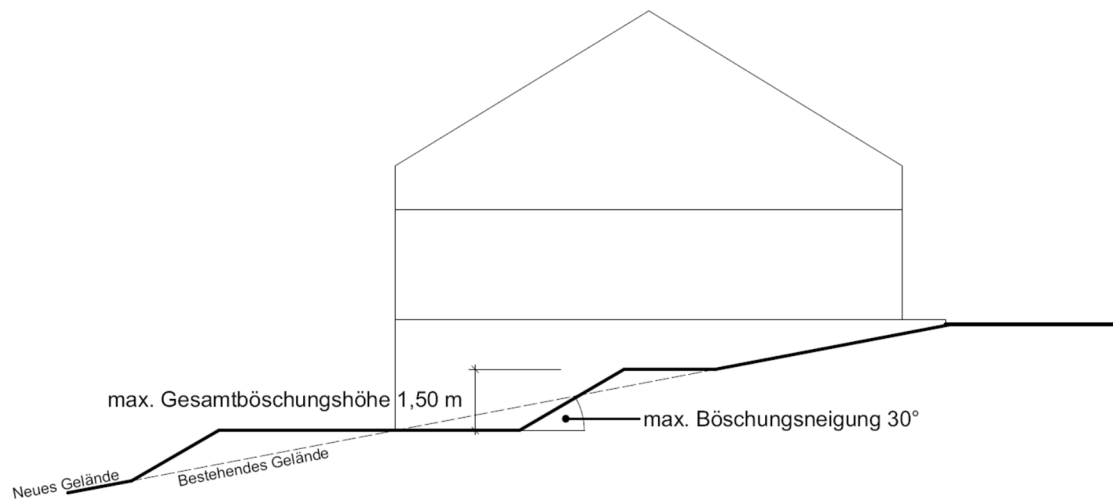 max. Gesamtböschungshöhe 1,50 m
max. Böschungsneigung 30°
Bestehendes Gelände
Neues Gelände